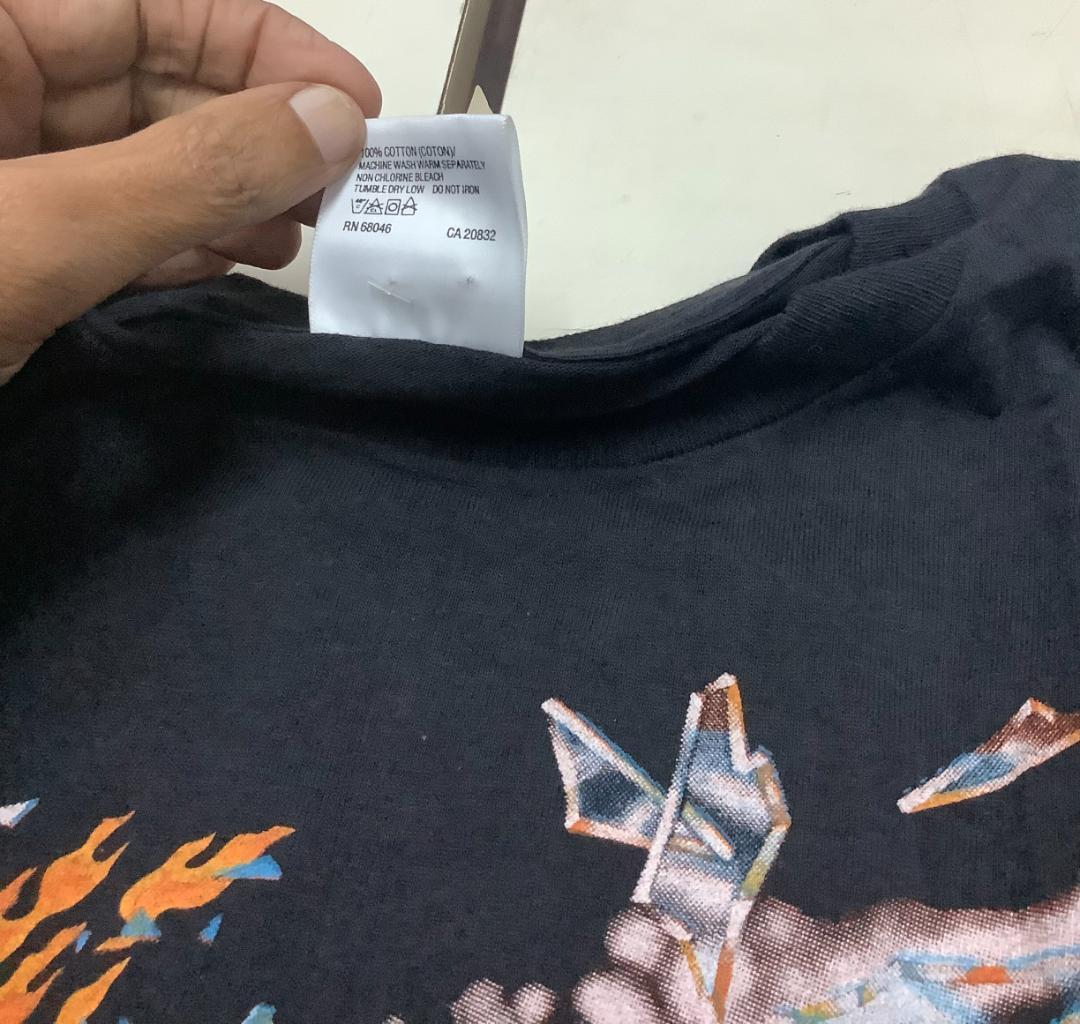 100% COTTON (COTON)/
MACHINE WASH WARM SEPARATELY
NON CHLORINE BLEACH
TUMBLE DRY LOW DO NOT IRON
RN 68046 CA 20832